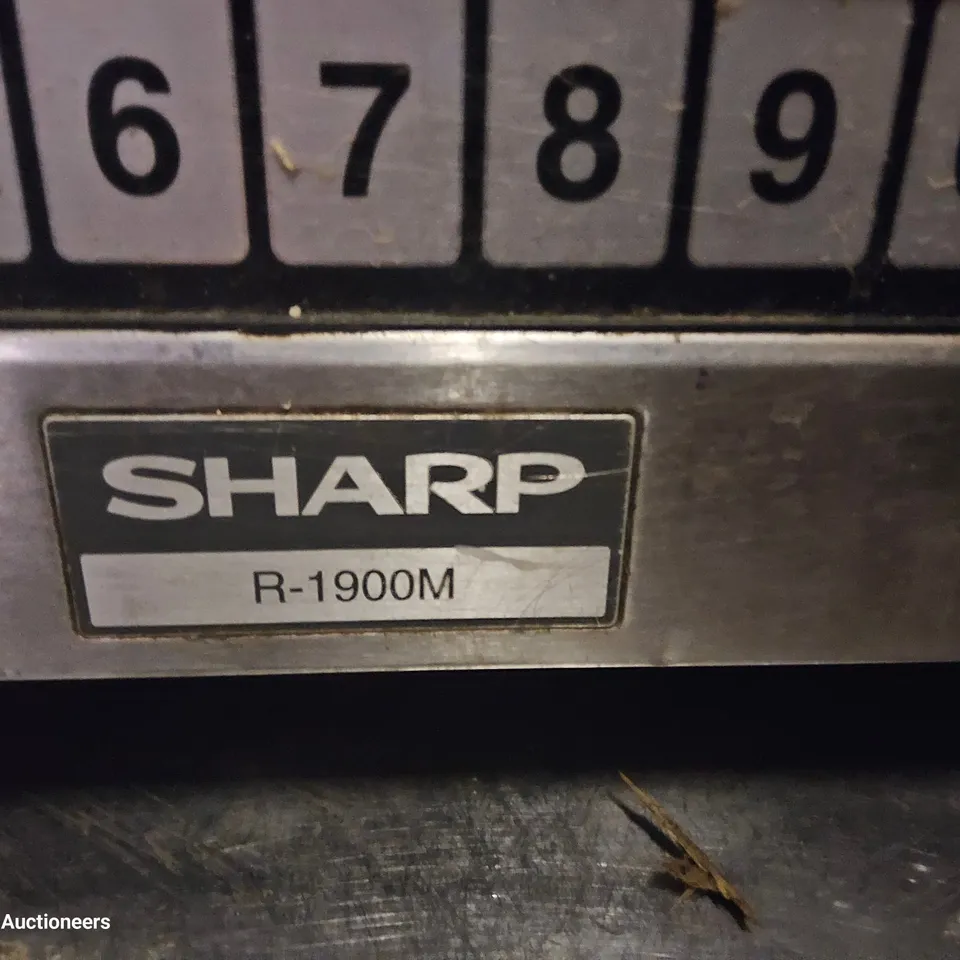 6 7 8 9
SHARP
R-1900M
Auctioneers